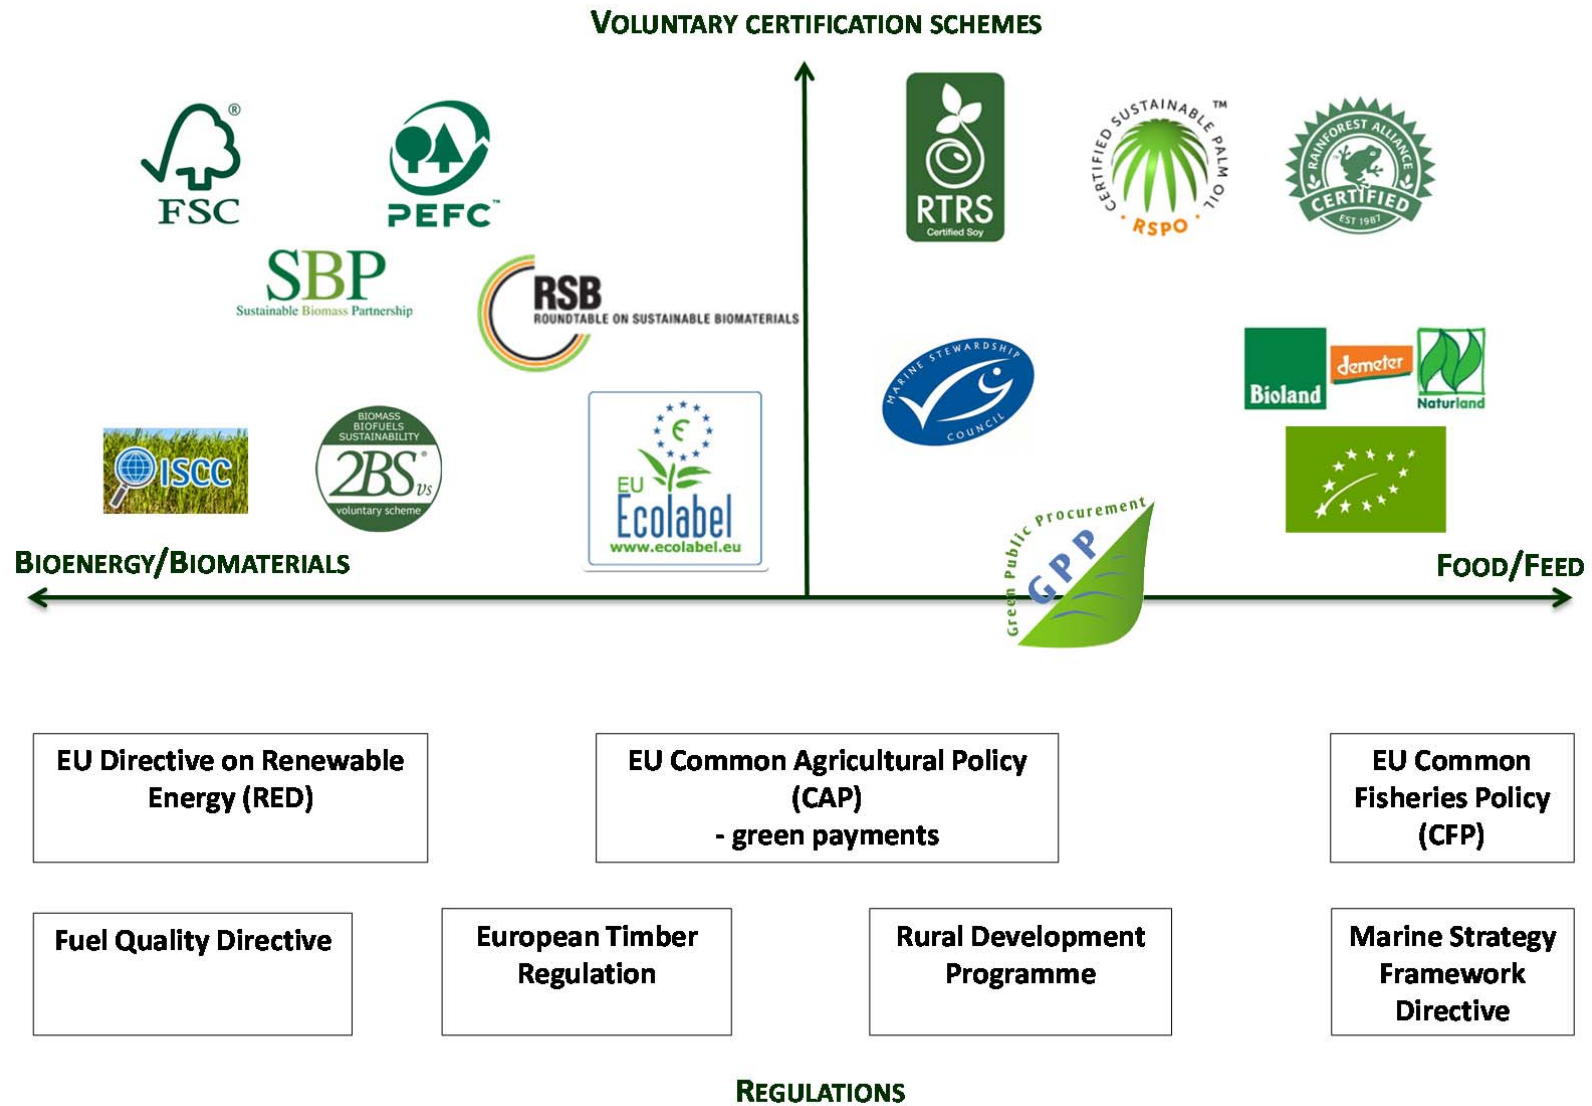 VOLUNTARY CERTIFICATION SCHEMES
®
FSC
PEFC™
RTRS
Certified Soy
CERTIFIED SUSTAINABLE PALM OIL ™
· RSPO ·
RAINFOREST ALLIANCE
CERTIFIED
EST 1987
SBP
Sustainable Biomass Partnership
RSB
ROUNDTABLE ON SUSTAINABLE BIOMATERIALS
MARINE STEWARDSHIP
COUNCIL
Bioland
demeter
Naturland
ISCC
BIOMASS
BIOFUELS
SUSTAINABILITY
2BS® vs
voluntary scheme
EU
Ecolabel
www.ecolabel.eu
Green Public Procurement
GPP
BIOENERGY/BIOMATERIALS
FOOD/FEED
EU Directive on Renewable
Energy (RED)
EU Common Agricultural Policy
(CAP)
- green payments
EU Common
Fisheries Policy
(CFP)
Fuel Quality Directive
European Timber
Regulation
Rural Development
Programme
Marine Strategy
Framework
Directive
REGULATIONS